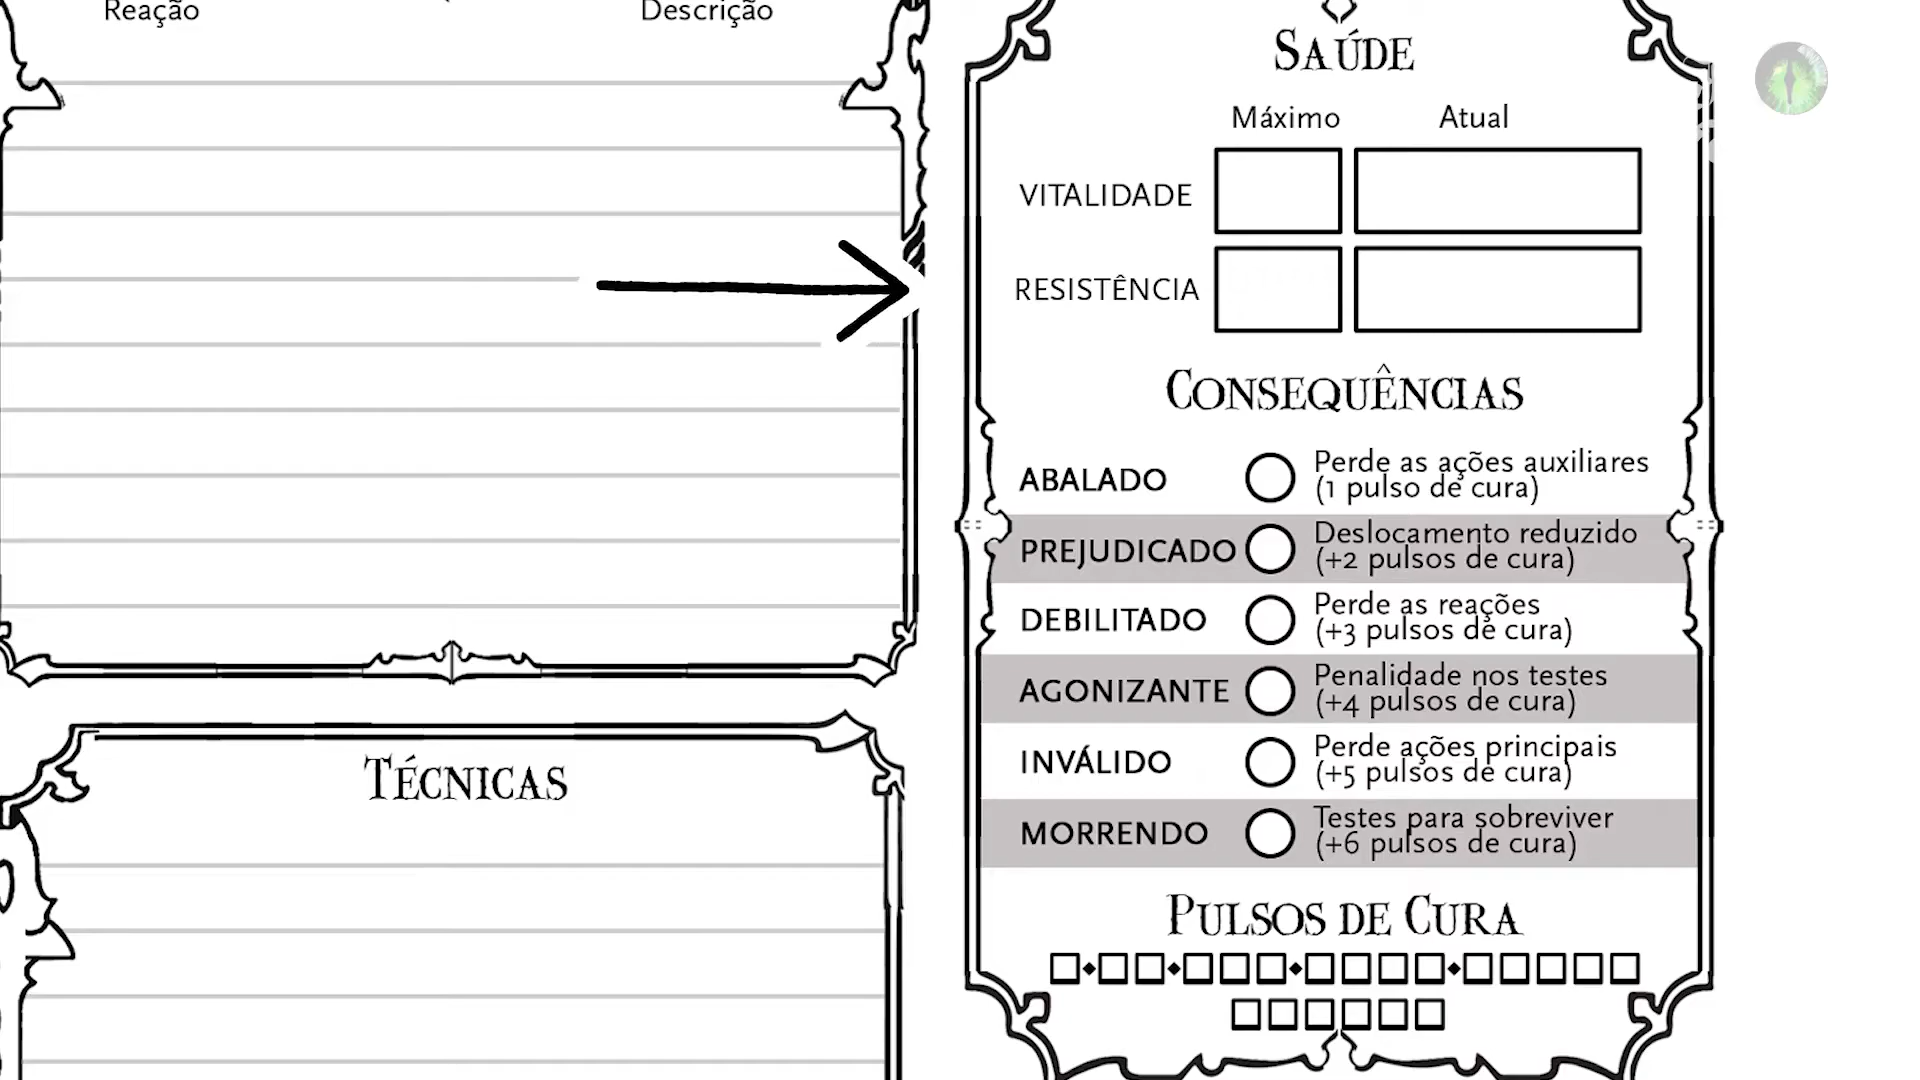 Reação
Descrição
SAÚDE
Máximo Atual
VITALIDADE
RESISTÊNCIA
CONSEQUÊNCIAS
ABALADO
Perde as ações auxiliares
(1 pulso de cura)
PREJUDICADO
Deslocamento reduzido
(+2 pulsos de cura)
DEBILITADO
Perde as reações
(+3 pulsos de cura)
AGONIZANTE
Penalidade nos testes
(+4 pulsos de cura)
INVÁLIDO
Perde ações principais
(+5 pulsos de cura)
MORRENDO
Testes para sobreviver
(+6 pulsos de cura)
PULSOS DE CURA
TÉCNICAS